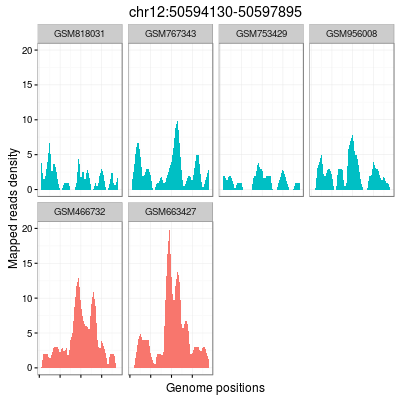 chr12:50594130-50597895
GSM818031 GSM767343 GSM753429 GSM956008
20
15
10
5
0
Mapped reads density
GSM466732 GSM663427
20
15
10
5
0
Genome positions